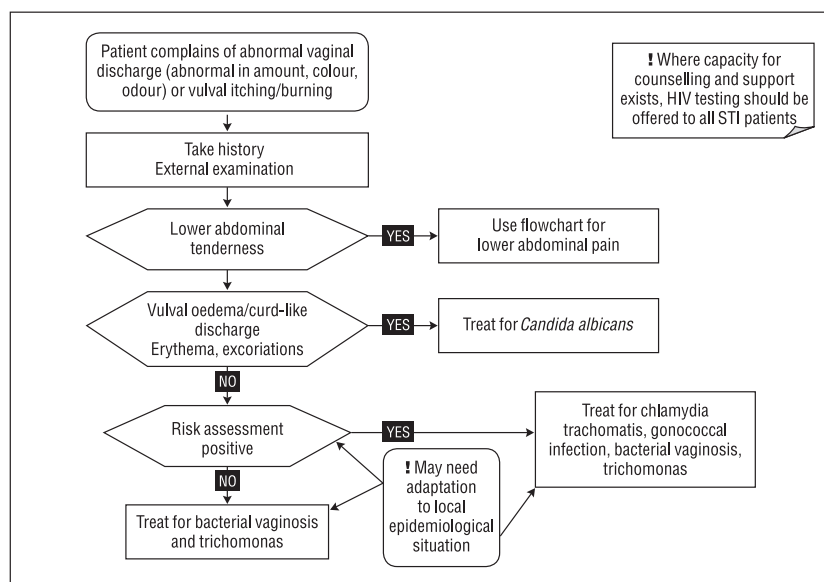 Patient complains of abnormal vaginal
discharge (abnormal in amount, colour,
odour) or vulval itching/burning
! Where capacity for
counselling and support
exists, HIV testing should be
offered to all STI patients
Take history
External examination
Lower abdominal
tenderness
YES
Use flowchart for
lower abdominal pain
Vulval oedema/curd-like
discharge
Erythema, excoriations
YES
Treat for Candida albicans
NO
Risk assessment
positive
YES
Treat for chlamydia
trachomatis, gonococcal
infection, bacterial vaginosis,
trichomonas
NO
! May need
adaptation
to local
epidemiological
situation
Treat for bacterial vaginosis
and trichomonas